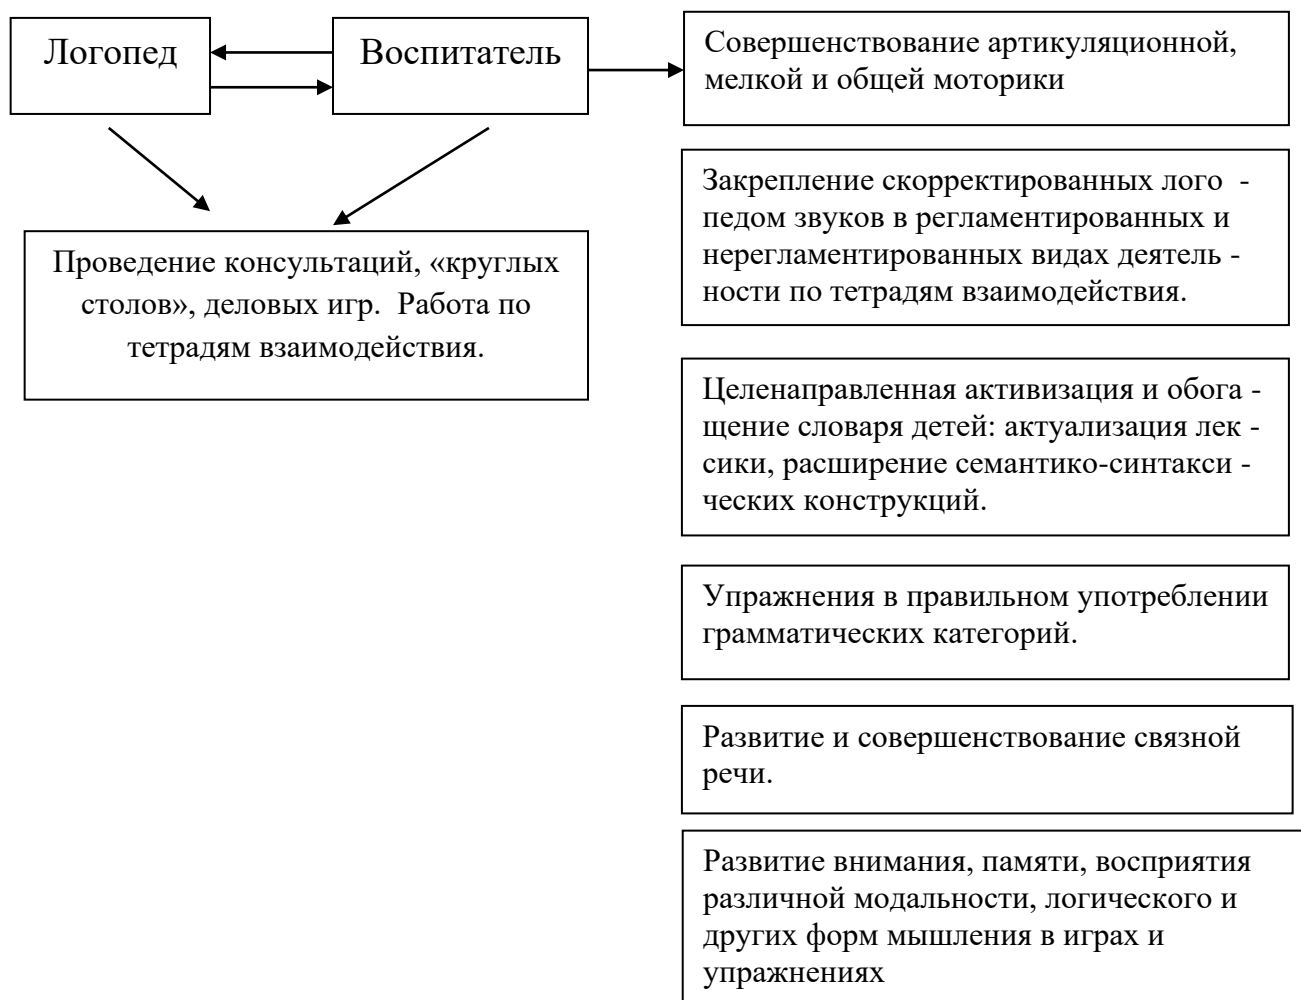 Логопед
Воспитатель
Совершенствование артикуляционной,
мелкой и общей моторики
Закрепление скорректированных лого -
педом звуков в регламентированных и
нерегламентированных видах деятель -
ности по тетрадям взаимодействия.
Проведение консультаций, «круглых
столов», деловых игр.  Работа по
тетрадям взаимодействия.
Целенаправленная активизация и обога -
щение словаря детей: актуализация лек -
сики, расширение семантико-синтакси -
ческих конструкций.
Упражнения в правильном употреблении
грамматических категорий.
Развитие и совершенствование связной
речи.
Развитие внимания, памяти, восприятия
различной модальности, логического и
других форм мышления в играх и
упражнениях